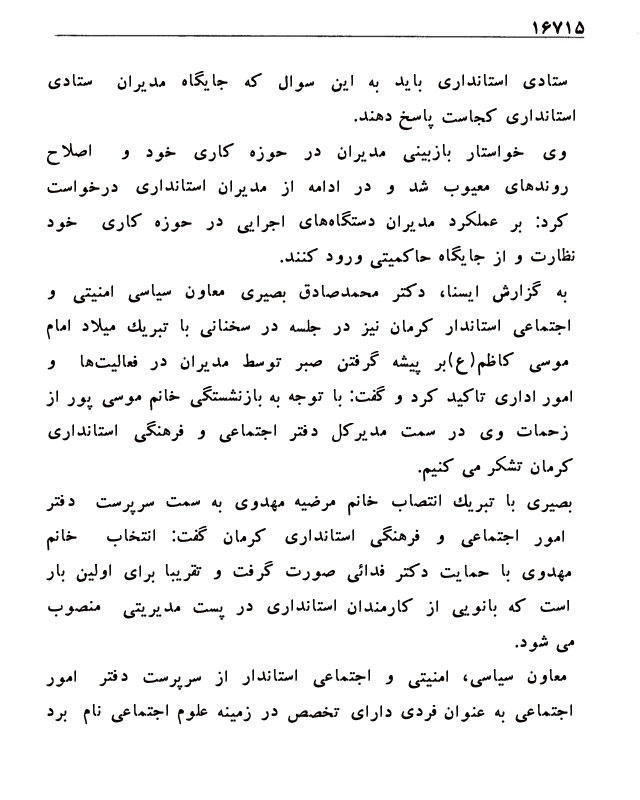 ۱۶۷۱۵
ستادی استانداری باید به این سوال که جایگاه مدیران ستادی
استانداری کجاست پاسخ دهند.
وی خواستار بازبینی مدیران در حوزه کاری خود و اصلاح
روندهای معیوب شد و در ادامه از مدیران استانداری درخواست
کرد: بر عملکرد مدیران دستگاه‌های اجرایی در حوزه کاری خود
نظارت و از جایگاه حاکمیتی ورود کنند.
به گزارش ایسنا، دکتر محمدصادق بصیری معاون سیاسی امنیتی و
اجتماعی استاندار کرمان نیز در جلسه در سخنانی با تبریك میلاد امام
موسی کاظم(ع)بر پیشه گرفتن صبر توسط مدیران در فعالیت‌ها و
امور اداری تاکید کرد و گفت: با توجه به بازنشستگی خانم موسی پور از
زحمات وی در سمت مدیرکل دفتر اجتماعی و فرهنگی استانداری
کرمان تشکر می کنیم.
بصیری با تبریك انتصاب خانم مرضیه مهدوی به سمت سرپرست دفتر
امور اجتماعی و فرهنگی استانداری کرمان گفت: انتخاب خانم
مهدوی با حمایت دکتر فدائی صورت گرفت و تقریبا برای اولین بار
است که بانویی از کارمندان استانداری در پست مدیریتی منصوب
می شود.
معاون سیاسی، امنیتی و اجتماعی استاندار از سرپرست دفتر امور
اجتماعی به عنوان فردی دارای تخصص در زمینه علوم اجتماعی نام برد